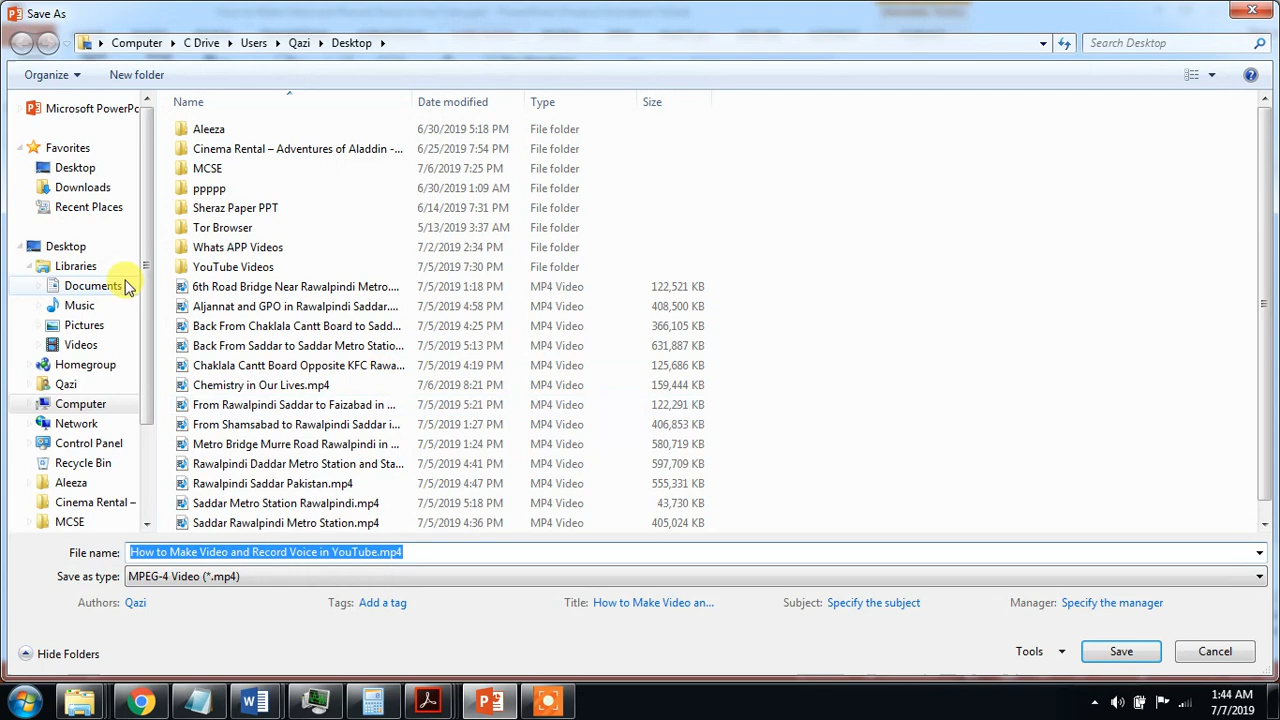 Save As
Computer C Drive Users Qazi Desktop
Search Desktop
Organize
New folder
Microsoft PowerPo
Favorites
Desktop
Downloads
Recent Places
Desktop
Libraries
Documents
Music
Pictures
Videos
Homegroup
Qazi
Computer
Network
Control Panel
Recycle Bin
Aleeza
Cinema Rental –
MCSE
Name Date modified Type Size
Aleeza 6/30/2019 5:18 PM File folder
Cinema Rental – Adventures of Aladdin -... 6/25/2019 7:54 PM File folder
MCSE 7/6/2019 7:25 PM File folder
ppppp 6/30/2019 1:09 AM File folder
Sheraz Paper PPT 6/14/2019 7:31 PM File folder
Tor Browser 5/13/2019 3:37 AM File folder
Whats APP Videos 7/2/2019 2:34 PM File folder
YouTube Videos 7/5/2019 7:30 PM File folder
6th Road Bridge Near Rawalpindi Metro.... 7/5/2019 1:18 PM MP4 Video 122,521 KB
Aljannat and GPO in Rawalpindi Saddar.... 7/5/2019 4:58 PM MP4 Video 408,500 KB
Back From Chaklala Cantt Board to Sadd... 7/5/2019 4:25 PM MP4 Video 366,105 KB
Back From Saddar to Saddar Metro Statio... 7/5/2019 5:13 PM MP4 Video 631,887 KB
Chaklala Cantt Board Opposite KFC Rawa... 7/5/2019 4:19 PM MP4 Video 125,686 KB
Chemistry in Our Lives.mp4 7/6/2019 8:21 PM MP4 Video 159,444 KB
From Rawalpindi Saddar to Faizabad in ... 7/5/2019 5:21 PM MP4 Video 122,291 KB
From Shamsabad to Rawalpindi Saddar i... 7/5/2019 1:27 PM MP4 Video 406,853 KB
Metro Bridge Murre Road Rawalpindi in ... 7/5/2019 1:24 PM MP4 Video 580,719 KB
Rawalpindi Daddar Metro Station and Sta... 7/5/2019 4:41 PM MP4 Video 597,709 KB
Rawalpindi Saddar Pakistan.mp4 7/5/2019 4:47 PM MP4 Video 555,331 KB
Saddar Metro Station Rawalpindi.mp4 7/5/2019 5:18 PM MP4 Video 43,730 KB
Saddar Rawalpindi Metro Station.mp4 7/5/2019 4:36 PM MP4 Video 405,024 KB
File name: How to Make Video and Record Voice in YouTube.mp4
Save as type: MPEG-4 Video (*.mp4)
Authors: Qazi Tags: Add a tag Title: How to Make Video an... Subject: Specify the subject Manager: Specify the manager
Hide Folders
Tools Save Cancel
1:44 AM
7/7/2019